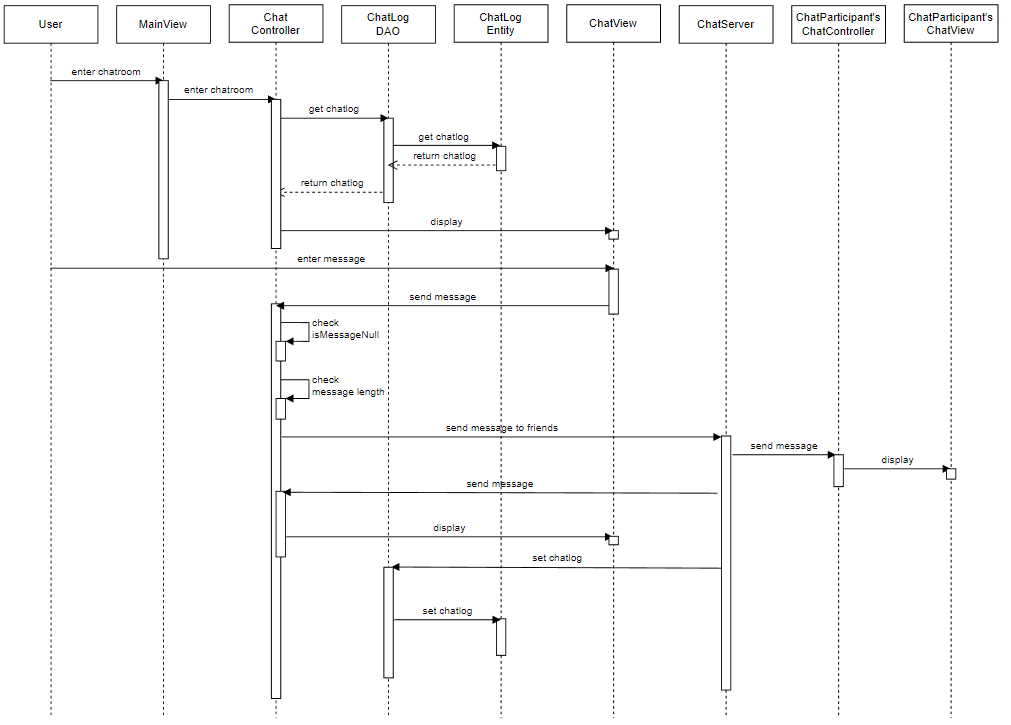 User
MainView
Chat
Controller
ChatLog
DAO
ChatLog
Entity
ChatView
ChatServer
ChatParticipant's
ChatController
ChatParticipant's
ChatView
enter chatroom
enter chatroom
get chatlog
get chatlog
return chatlog
return chatlog
display
enter message
send message
check
isMessageNull
check
message length
send message to friends
send message
display
send message
display
set chatlog
set chatlog